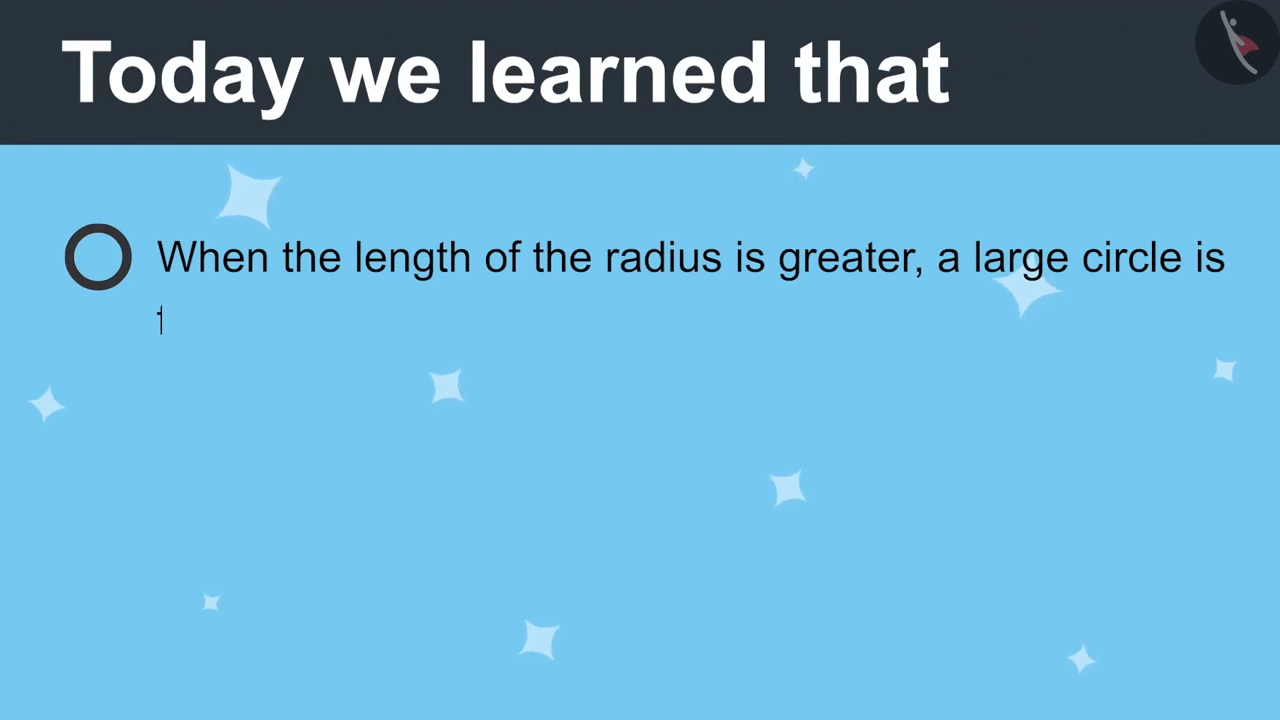 Today we learned that
When the length of the radius is greater, a large circle is